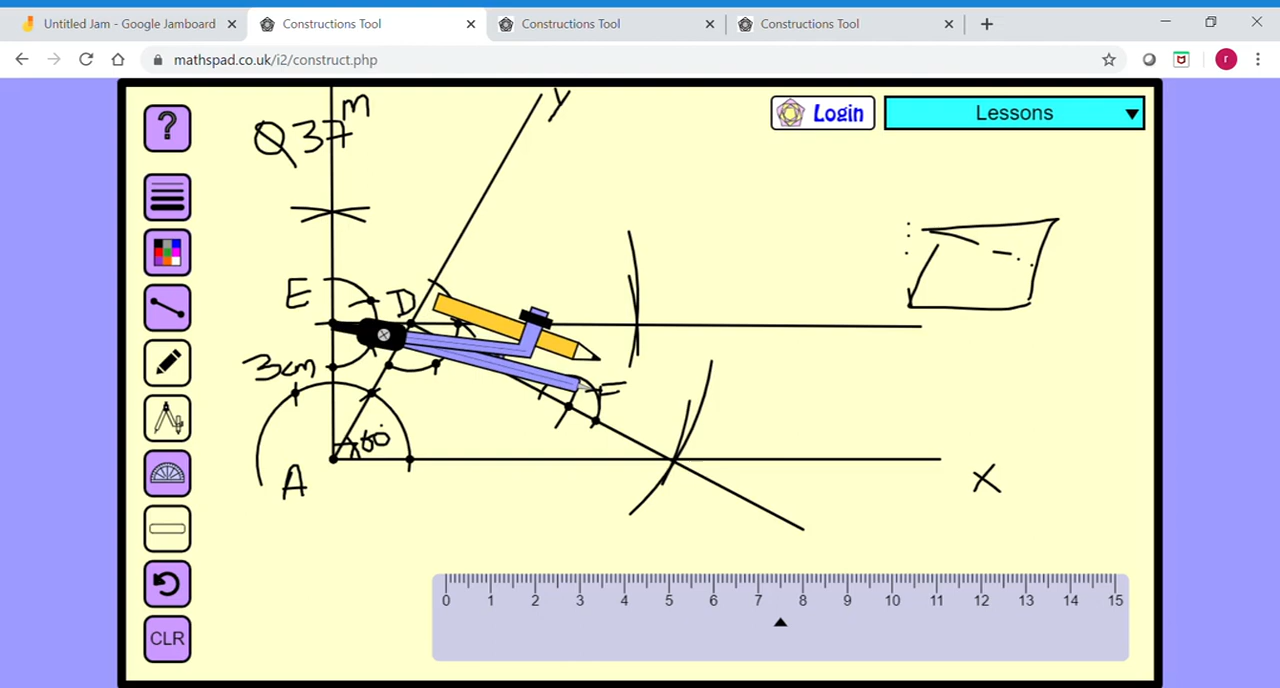 Untitled Jam - Google Jamboard
Constructions Tool
Constructions Tool
Constructions Tool
mathspad.co.uk/i2/construct.php
r
?
CLR
Login
Lessons
m
Y
Q37
E
D
3cm
F
60°
A
X
0 1 2 3 4 5 6 7 8 9 10 11 12 13 14 15